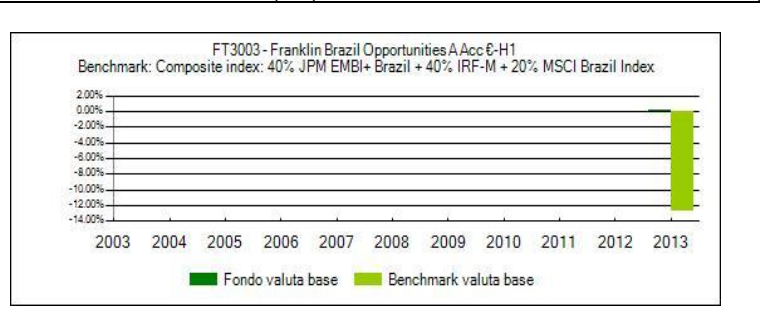 FT3003 - Franklin Brazil Opportunities A Acc €-H1
Benchmark: Composite index: 40% JPM EMBI+ Brazil + 40% IRF-M + 20% MSCI Brazil Index
2.00%
0.00%
-2.00%
-4.00%
-6.00%
-8.00%
-10.00%
-12.00%
-14.00%
2003 2004 2005 2006 2007 2008 2009 2010 2011 2012 2013
Fondo valuta base Benchmark valuta base